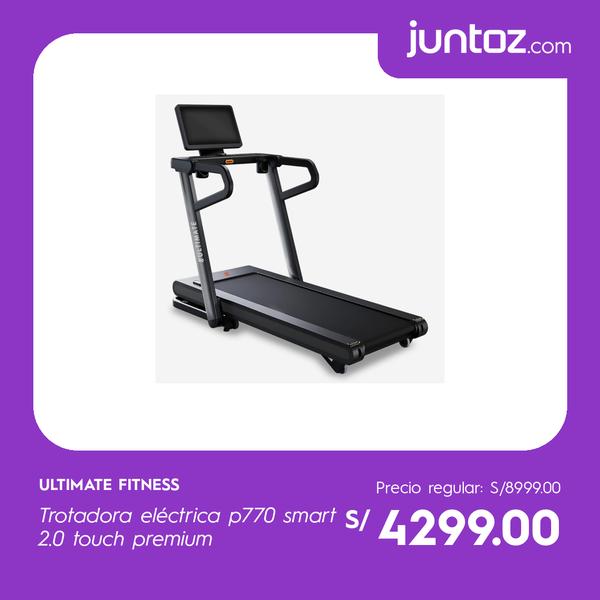 juntoz.com
ULTIMATE
ULTIMATE FITNESS
Precio regular: S/8999.00
Trotadora eléctrica p770 smart
2.0 touch premium
S/ 4299.00